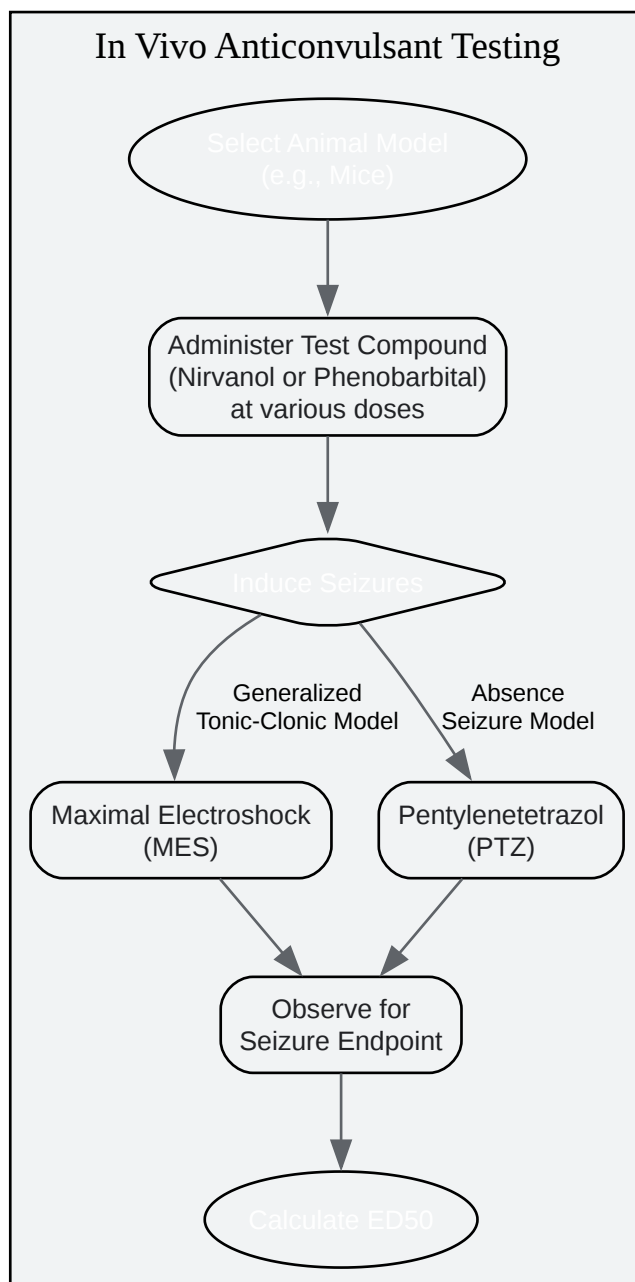 In Vivo Anticonvulsant Testing
Select Animal Model
(e.g., Mice)
Administer Test Compound
(Nirvanol or Phenobarbital)
at various doses
Induce Seizures
Generalized
Tonic-Clonic Model
Absence
Seizure Model
Maximal Electroshock
(MES)
Pentylenetetrazol
(PTZ)
Observe for
Seizure Endpoint
Calculate ED50